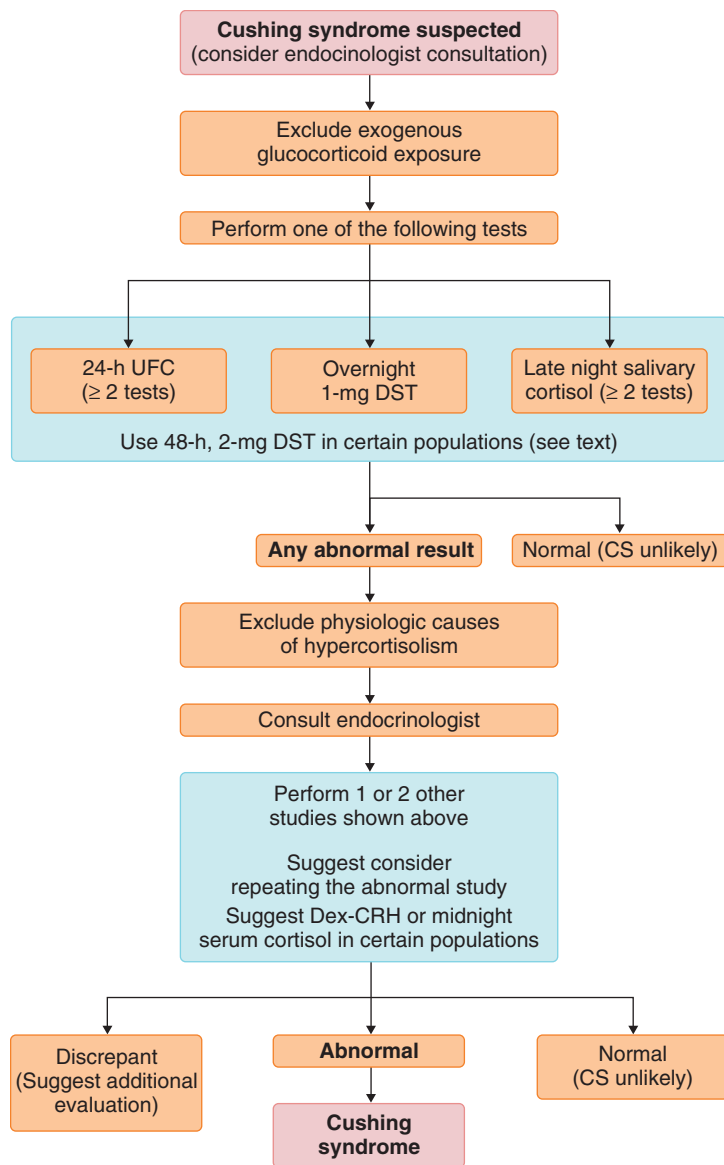 Cushing syndrome suspected
(consider endocinologist consultation)
Exclude exogenous
glucocorticoid exposure
Perform one of the following tests
24-h UFC
(≥ 2 tests)
Overnight
1-mg DST
Late night salivary
cortisol (≥ 2 tests)
Use 48-h, 2-mg DST in certain populations (see text)
Any abnormal result
Normal (CS unlikely)
Exclude physiologic causes
of hypercortisolism
Consult endocrinologist
Perform 1 or 2 other
studies shown above
Suggest consider
repeating the abnormal study
Suggest Dex-CRH or midnight
serum cortisol in certain populations
Discrepant
(Suggest additional
evaluation)
Abnormal
Normal
(CS unlikely)
Cushing
syndrome